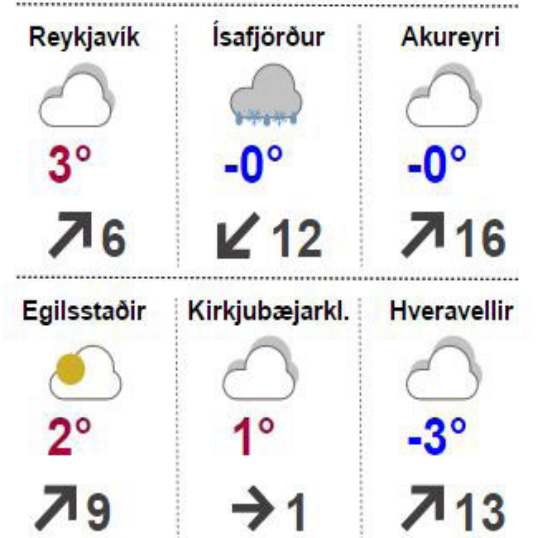 Reykjavík Ísafjörður Akureyri
3° -0° -0°
6 12 16
Egilsstaðir Kirkjubæjarkl. Hveravellir
2° 1° -3°
9 1 13